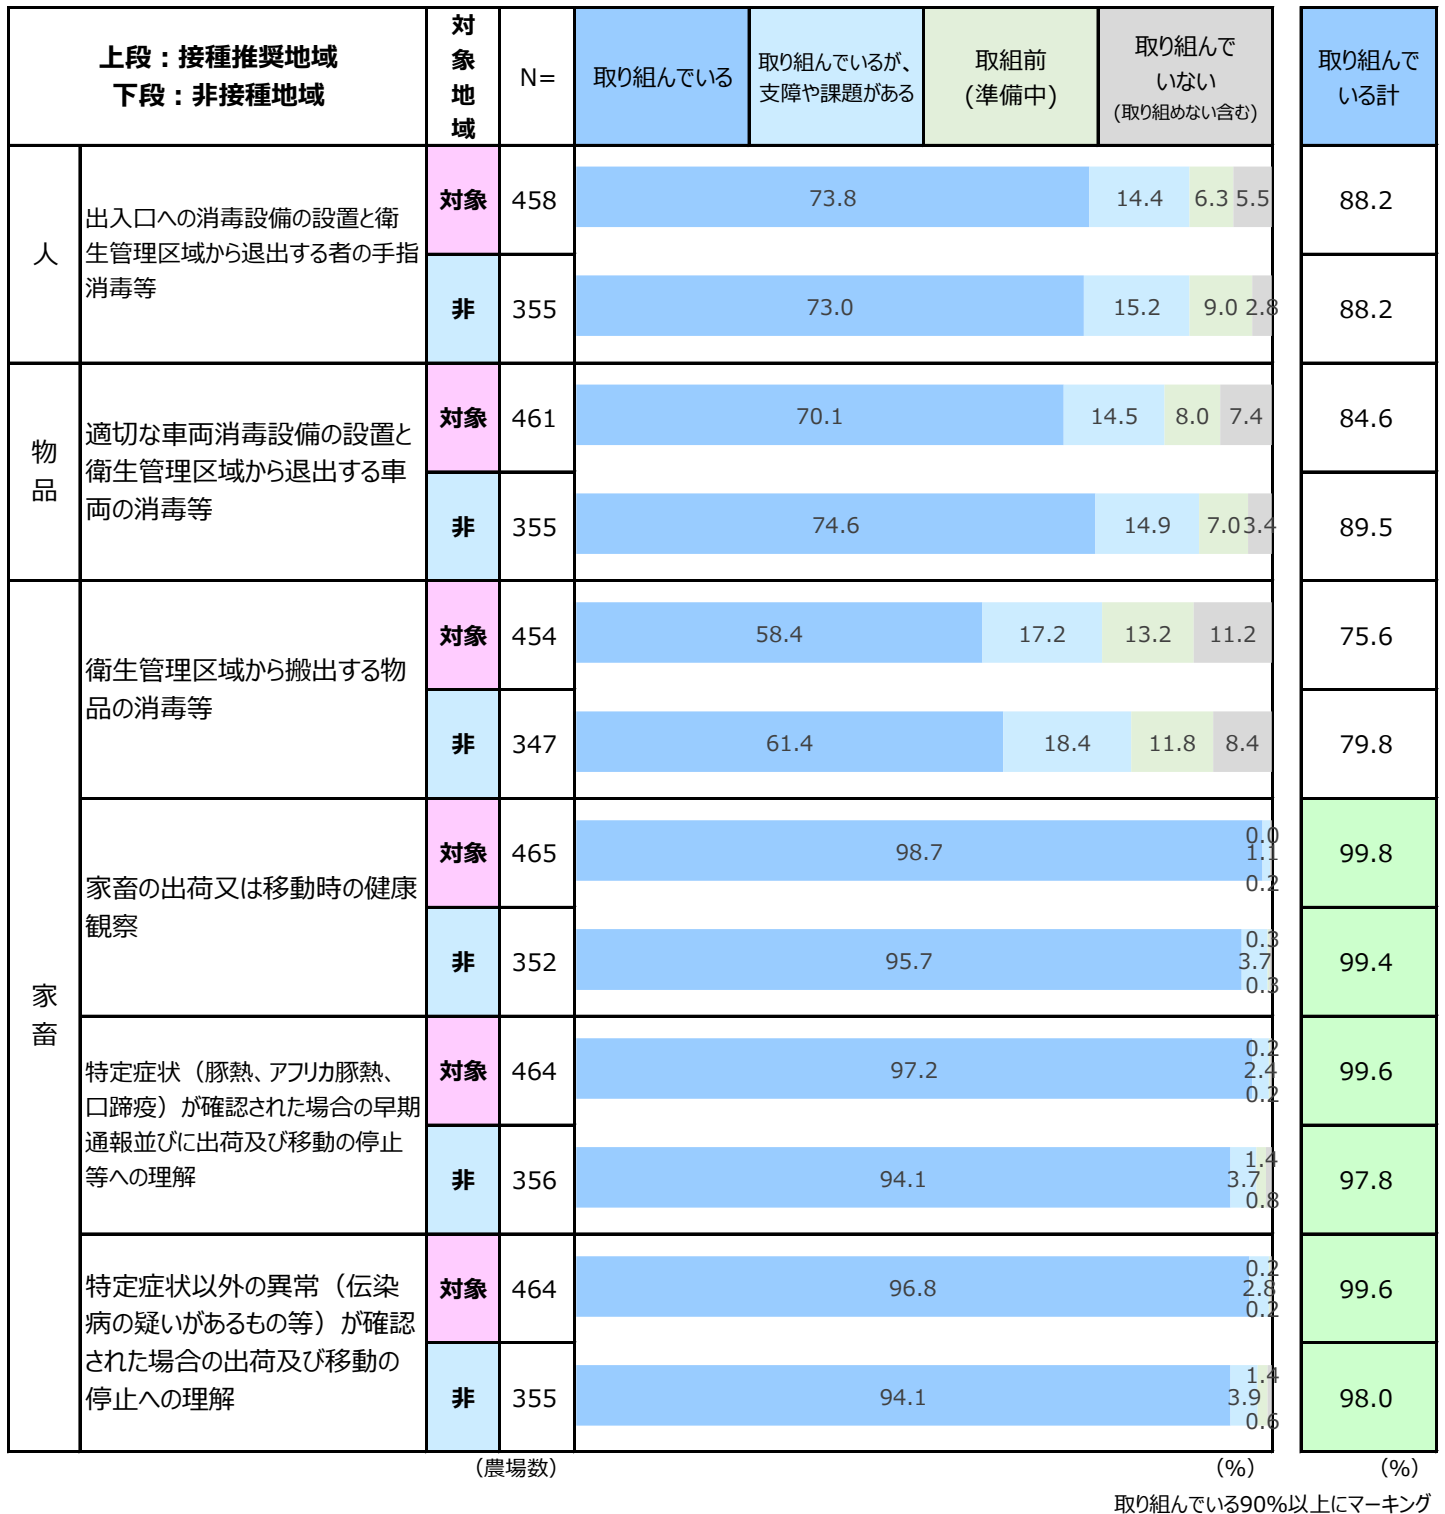 上段：接種推奨地域
下段：非接種地域
対
象
地
域
N=
取り組んでいる
取り組んでいるが、
支障や課題がある
取組前
(準備中)
取り組んで
いない
(取り組めない含む)
取り組んで
いる計
人
出入口への消毒設備の設置と衛
生管理区域から退出する者の手指
消毒等
対象 458 73.8 14.4 6.3 5.5 88.2
非 355 73.0 15.2 9.0 2.8 88.2
物
品
適切な車両消毒設備の設置と
衛生管理区域から退出する車
両の消毒等
対象 461 70.1 14.5 8.0 7.4 84.6
非 355 74.6 14.9 7.0 3.4 89.5
家
畜
衛生管理区域から搬出する物
品の消毒等
対象 454 58.4 17.2 13.2 11.2 75.6
非 347 61.4 18.4 11.8 8.4 79.8
家畜の出荷又は移動時の健康
観察
対象 465 98.7 1.1 0.0 0.2 99.8
非 352 95.7 3.7 0.3 0.3 99.4
特定症状（豚熱、アフリカ豚熱、
口蹄疫）が確認された場合の早期
通報並びに出荷及び移動の停止
等への理解
対象 464 97.2 2.4 0.2 0.2 99.6
非 356 94.1 3.7 1.4 0.8 97.8
特定症状以外の異常（伝染
病の疑いがあるもの等）が確認
された場合の出荷及び移動の
停止への理解
対象 464 96.8 2.8 0.2 0.2 99.6
非 355 94.1 3.9 1.4 0.6 98.0
（農場数） （%） （%）
取り組んでいる90%以上にマーキング